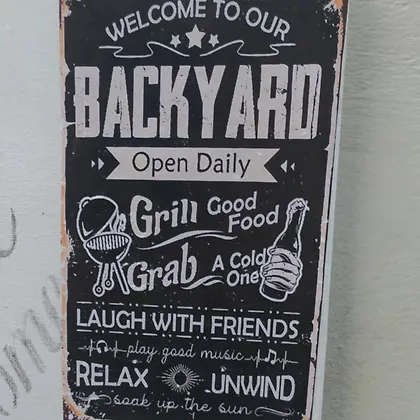 WELCOME TO OUR
BACKYARD
Open Daily
Grill Good Food
Grab A Cold One
LAUGH WITH FRIENDS
play good music
RELAX UNWIND
soak up the sun